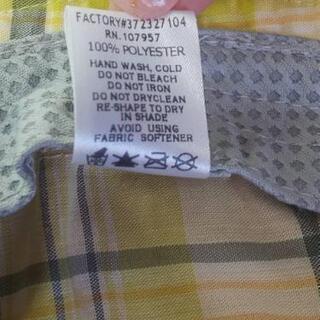 FACTORY#372327104
RN. 107957
100% POLYESTER
HAND WASH, COLD
DO NOT BLEACH
DO NOT IRON
DO NOT DRYCLEAN
RE-SHAPE TO DRY
IN SHADE
AVOID USING
FABRIC SOFTENER